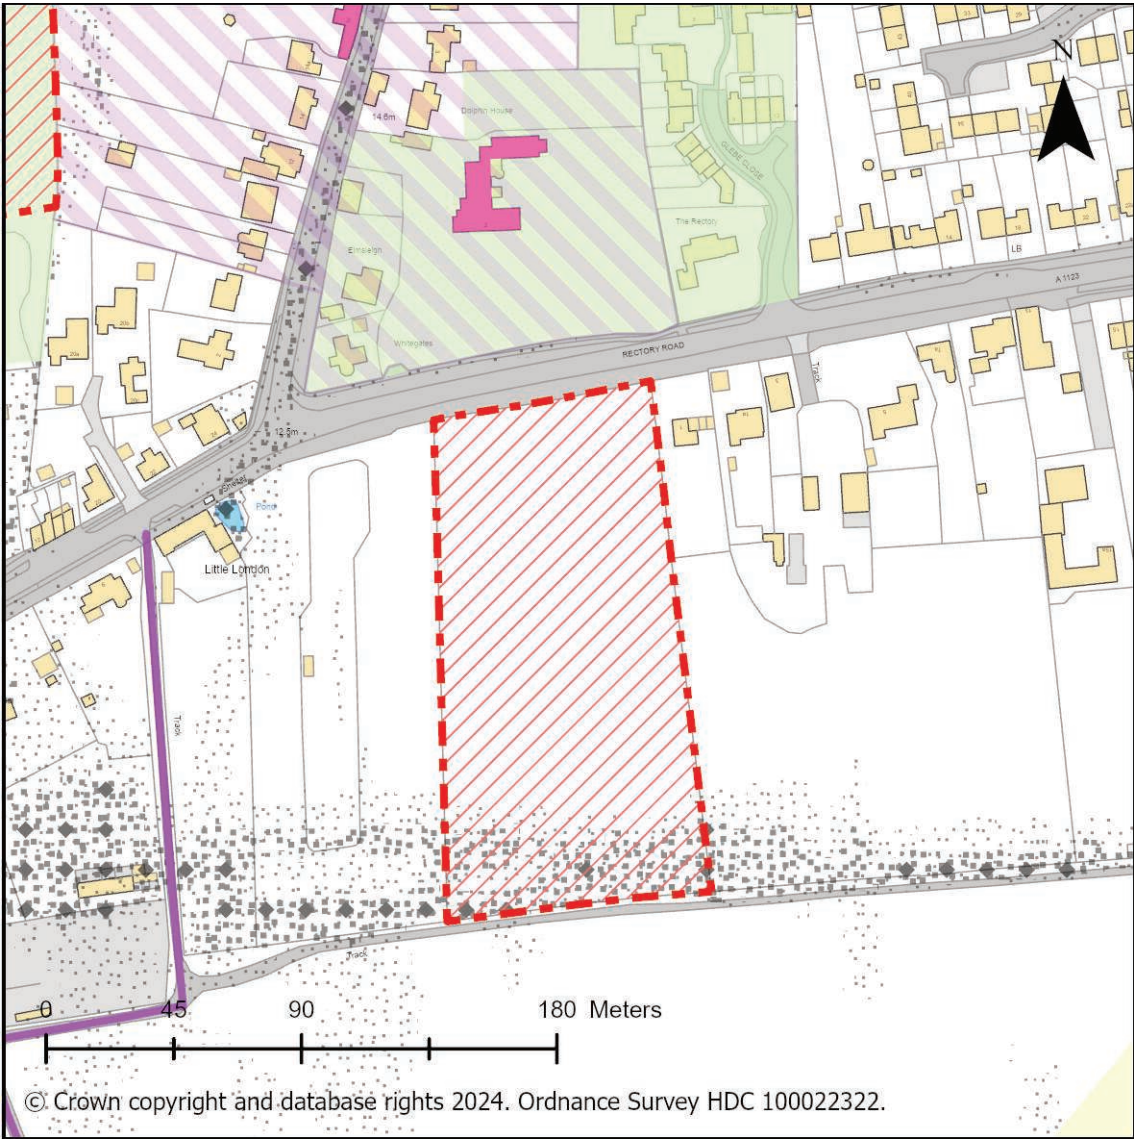 N
Dolphin House
14.6m
GLEBE CLOSE
The Rectory
LB
Elmsleigh
A 1123
Whitegates
RECTORY ROAD
Track
12.5m
Shelter
Pond
Little London
Track
Track
0 45 90 180 Meters
© Crown copyright and database rights 2024. Ordnance Survey HDC 100022322.